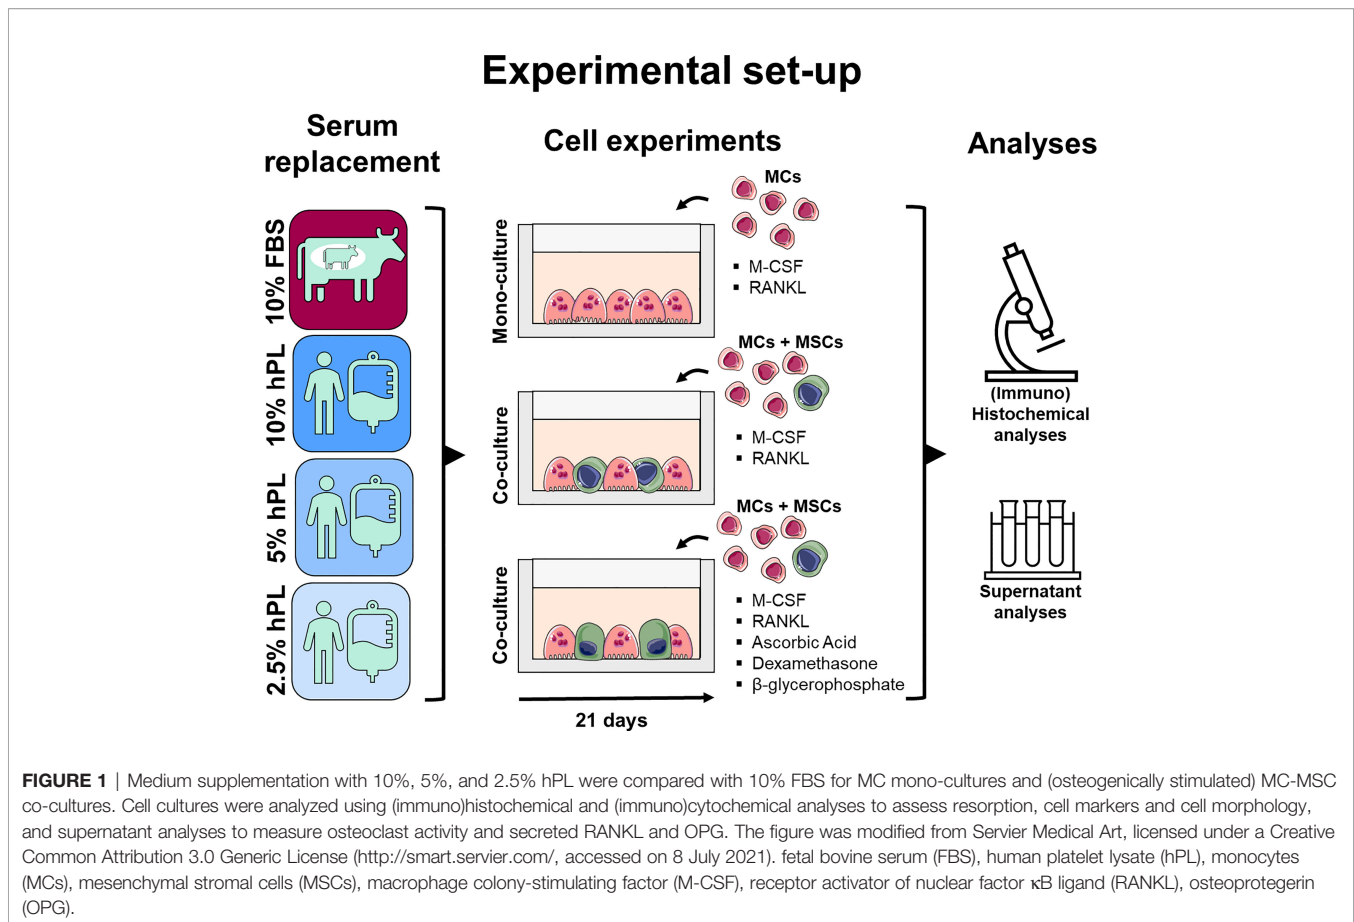 Experimental set-up
Serum
replacement
10% FBS
10% hPL
5% hPL
2.5% hPL
Cell experiments
Mono-culture
MCs
▪ M-CSF
▪ RANKL
Co-culture
MCs + MSCs
▪ M-CSF
▪ RANKL
Co-culture
MCs + MSCs
▪ M-CSF
▪ RANKL
▪ Ascorbic Acid
▪ Dexamethasone
▪ β-glycerophosphate
21 days
Analyses
(Immuno)
Histochemical
analyses
Supernatant
analyses
FIGURE 1 | Medium supplementation with 10%, 5%, and 2.5% hPL were compared with 10% FBS for MC mono-cultures and (osteogenically stimulated) MC-MSC
co-cultures. Cell cultures were analyzed using (immuno)histochemical and (immuno)cytochemical analyses to assess resorption, cell markers and cell morphology,
and supernatant analyses to measure osteoclast activity and secreted RANKL and OPG. The figure was modified from Servier Medical Art, licensed under a Creative
Common Attribution 3.0 Generic License (http://smart.servier.com/, accessed on 8 July 2021). fetal bovine serum (FBS), human platelet lysate (hPL), monocytes
(MCs), mesenchymal stromal cells (MSCs), macrophage colony-stimulating factor (M-CSF), receptor activator of nuclear factor κB ligand (RANKL), osteoprotegerin
(OPG).